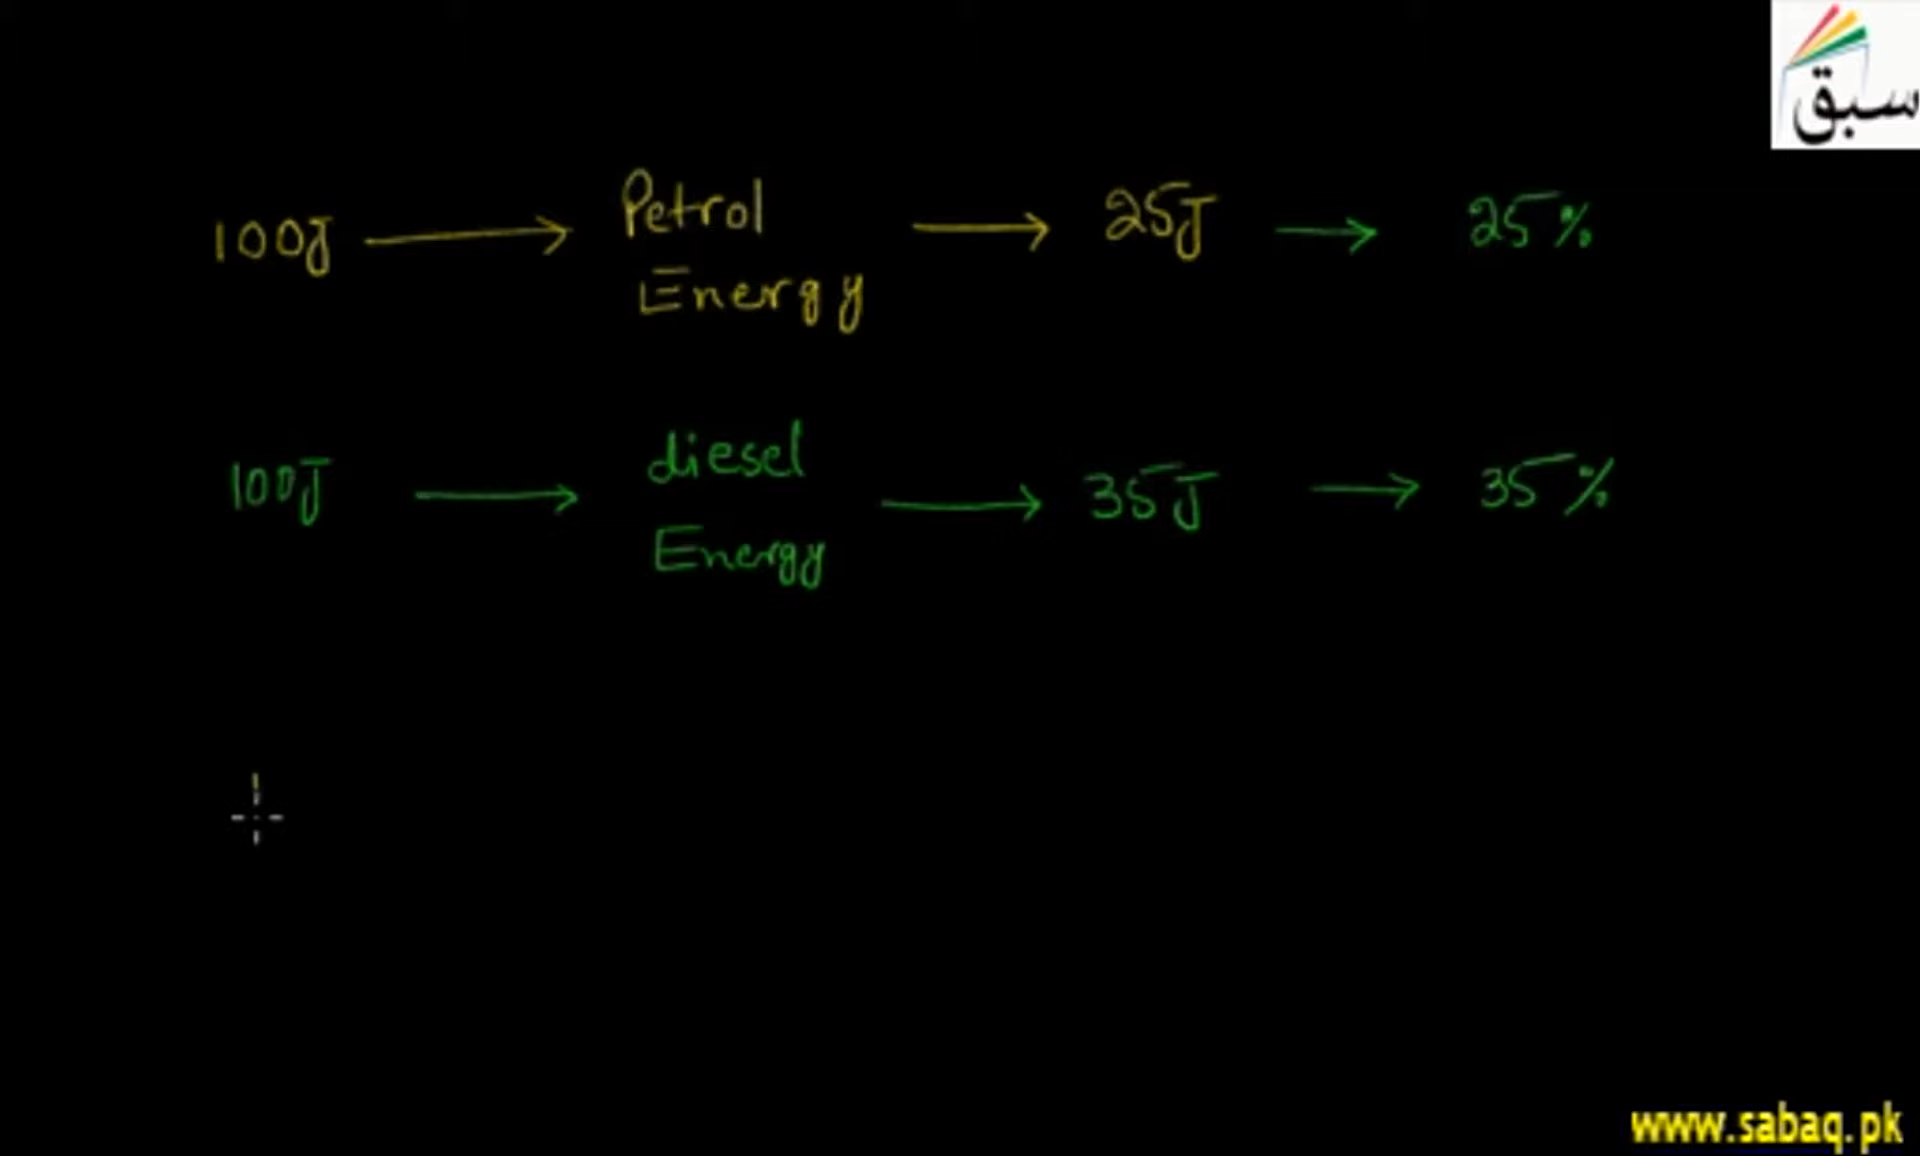 سبق
100J → Petrol Energy → 25J → 25%
100J → diesel Energy → 35J → 35%
www.sabaq.pk